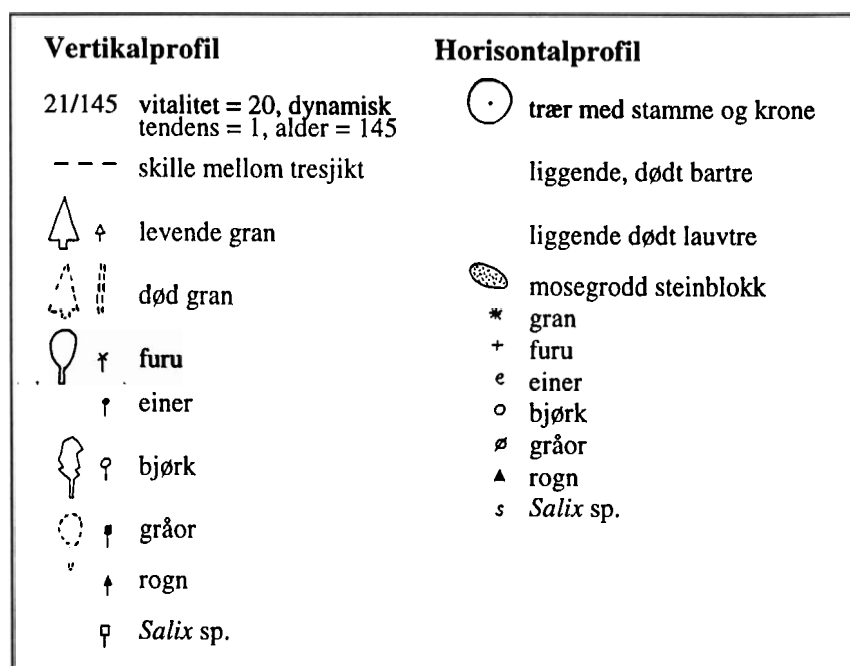 Vertikalprofil
21/145 vitalitet = 20, dynamisk
tendens = 1, alder = 145
skille mellom tresjikt
levende gran
død gran
furu
einer
bjørk
gråor
rogn
Salix sp.
Horisontalprofil
trær med stamme og krone
liggende, dødt bartre
liggende dødt lauvtre
mosegrodd steinblokk
* gran
+ furu
e einer
o bjørk
ø gråor
▲ rogn
s Salix sp.